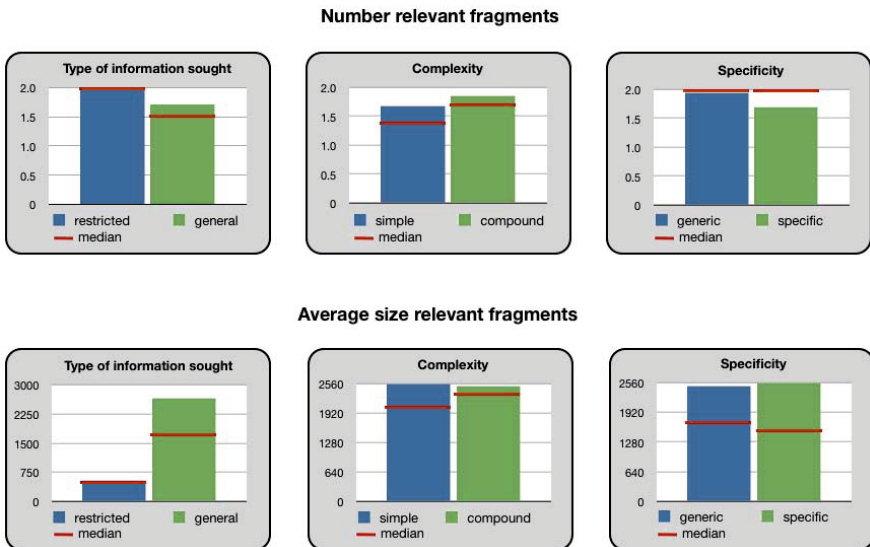 Number relevant fragments
Type of information sought
2.0
1.5
1.0
0.5
0
restricted general
median
Complexity
2.0
1.5
1.0
0.5
0
simple compound
median
Specificity
2.0
1.5
1.0
0.5
0
generic specific
median
Average size relevant fragments
Type of information sought
3000
2250
1500
750
0
restricted general
median
Complexity
2560
1920
1280
640
0
simple compound
median
Specificity
2560
1920
1280
640
0
generic specific
median